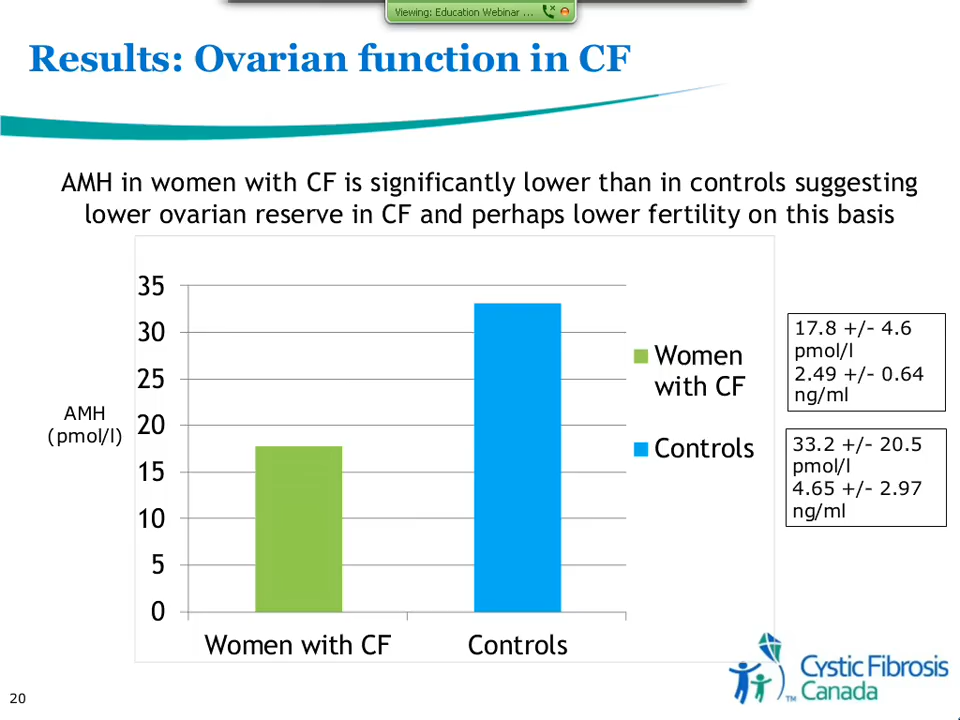 Viewing: Education Webinar ...
Results: Ovarian function in CF
AMH in women with CF is significantly lower than in controls suggesting
lower ovarian reserve in CF and perhaps lower fertility on this basis
35
30
25
20
15
10
5
0
AMH
(pmol/l)
Women with CF
Controls
Women
with CF
Controls
17.8 +/- 4.6
pmol/l
2.49 +/- 0.64
ng/ml
33.2 +/- 20.5
pmol/l
4.65 +/- 2.97
ng/ml
TM Cystic Fibrosis
Canada
20